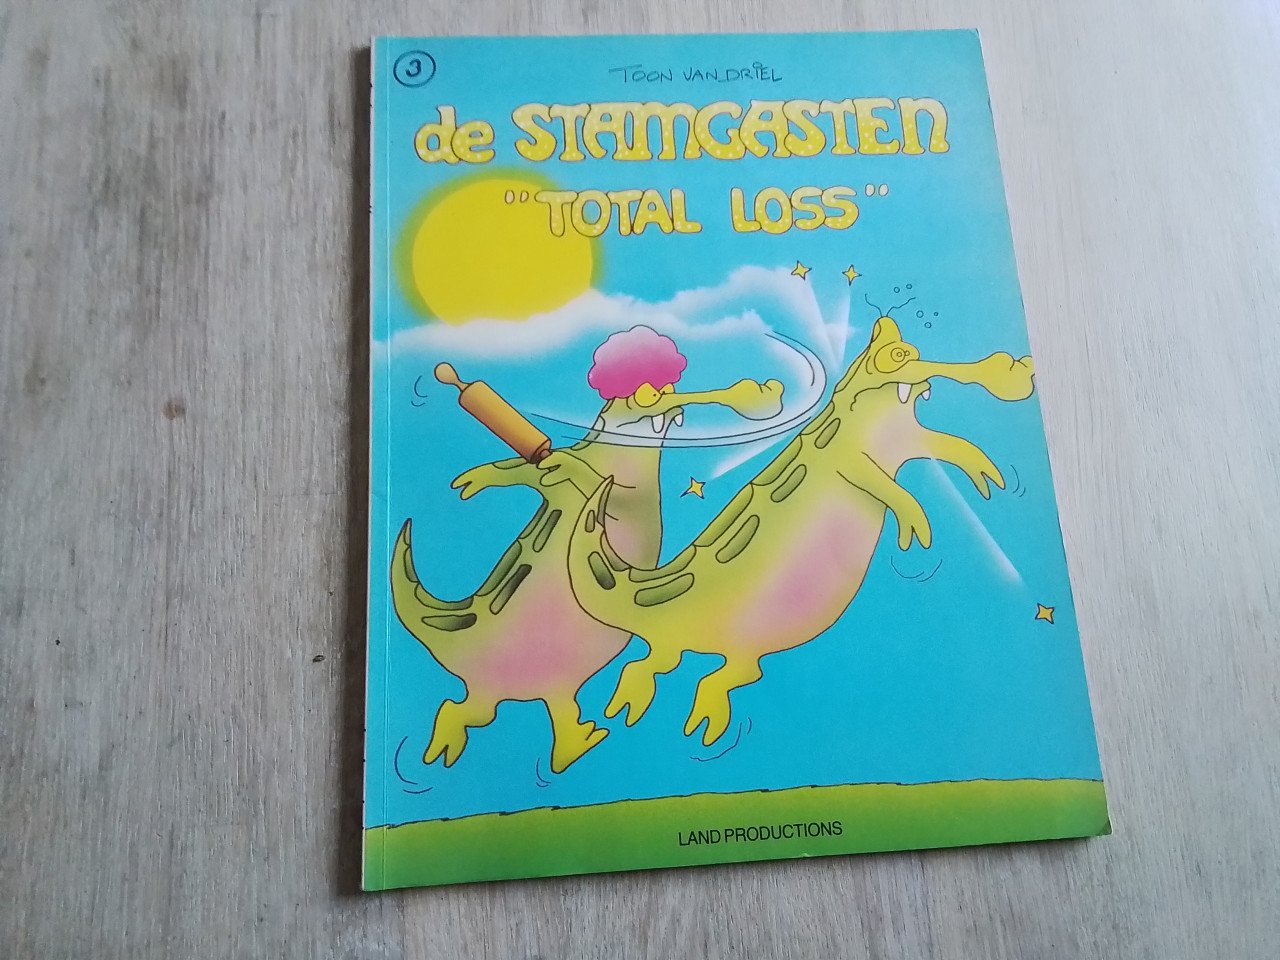 3
TOON VAN DRIEL
de STAMGASTEN
"TOTAL LOSS"
LAND PRODUCTIONS